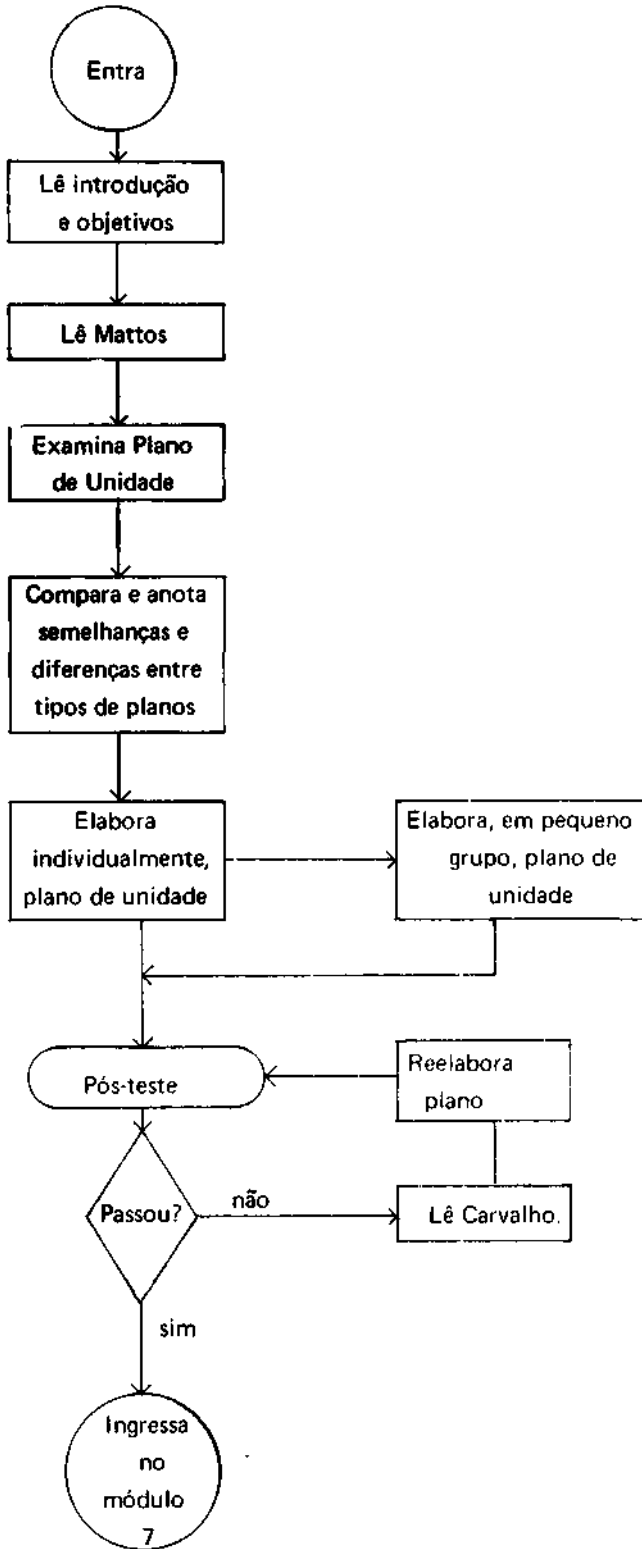 Entra
Lê introdução
e objetivos
Lê Mattos
Examina Plano
de Unidade
Compara e anota
semelhanças e
diferenças entre
tipos de planos
Elabora
individualmente,
plano de unidade
Elabora, em pequeno
grupo, plano de
unidade
Pós-teste
Reelabora
plano
Passou?
não
Lê Carvalho.
sim
Ingressa
no
módulo
7